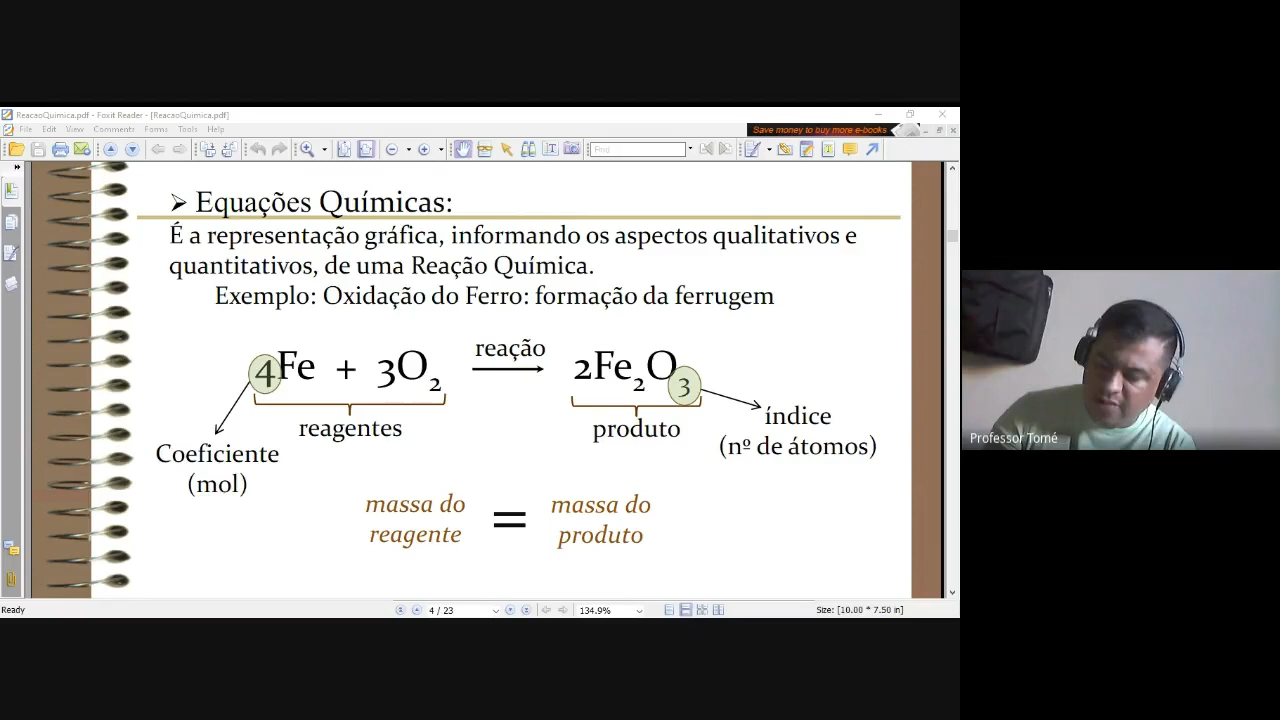 ReacaoQuimica.pdf - Foxit Reader - [ReacaoQuimica.pdf]
File Edit View Comments Forms Tools Help
Save money to buy more e-books
Find
➤ Equações Químicas:
É a representação gráfica, informando os aspectos qualitativos e
quantitativos, de uma Reação Química.
Exemplo: Oxidação do Ferro: formação da ferrugem
reação
4Fe + 3O₂ → 2Fe₂O₃
reagentes
produto
índice
(nº de átomos)
Coeficiente
(mol)
massa do
reagente
=
massa do
produto
Professor Tomé
Ready
4 / 23
134.9%
Size: [10.00 * 7.50 in]